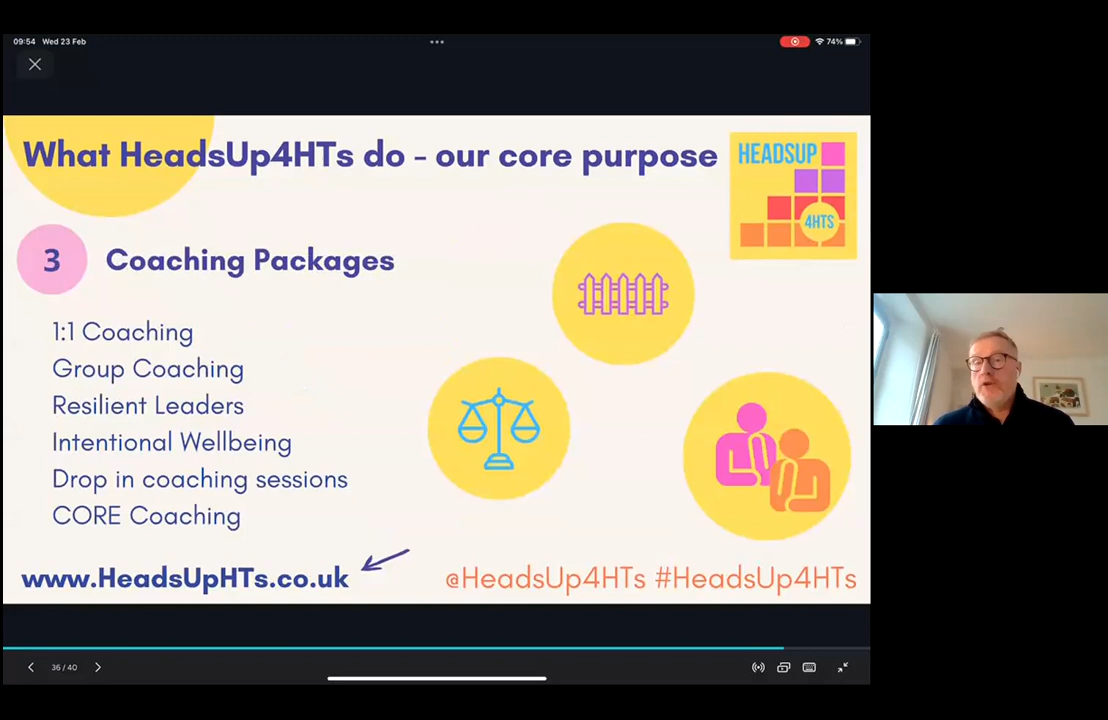 09:54 Wed 23 Feb
74%
What HeadsUp4HTs do - our core purpose
HEADSUP
4HTS
3 Coaching Packages
1:1 Coaching
Group Coaching
Resilient Leaders
Intentional Wellbeing
Drop in coaching sessions
CORE Coaching
www.HeadsUpHTs.co.uk
@HeadsUp4HTs #HeadsUp4HTs
36 / 40